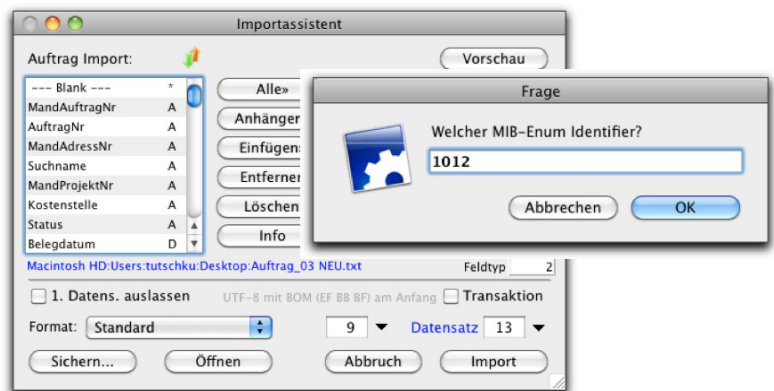 Importassistent
Auftrag Import:
Vorschau
--- Blank --- *
MandAuftragNr A
AuftragNr A
MandAdressNr A
Suchname A
MandProjektNr A
Kostenstelle A
Status A
Belegdatum D
Alle»
Anhänger
Einfügen
Entferner
Löschen
Info
Frage
Welcher MIB-Enum Identifier?
1012
Abbrechen OK
Macintosh HD:Users:tutschku:Desktop:Auftrag_03 NEU.txt Feldtyp 2
1. Datens. auslassen UTF-8 mit BOM (EF BB BF) am Anfang Transaktion
Format: Standard 9 Datensatz 13
Sichern... Öffnen Abbruch Import